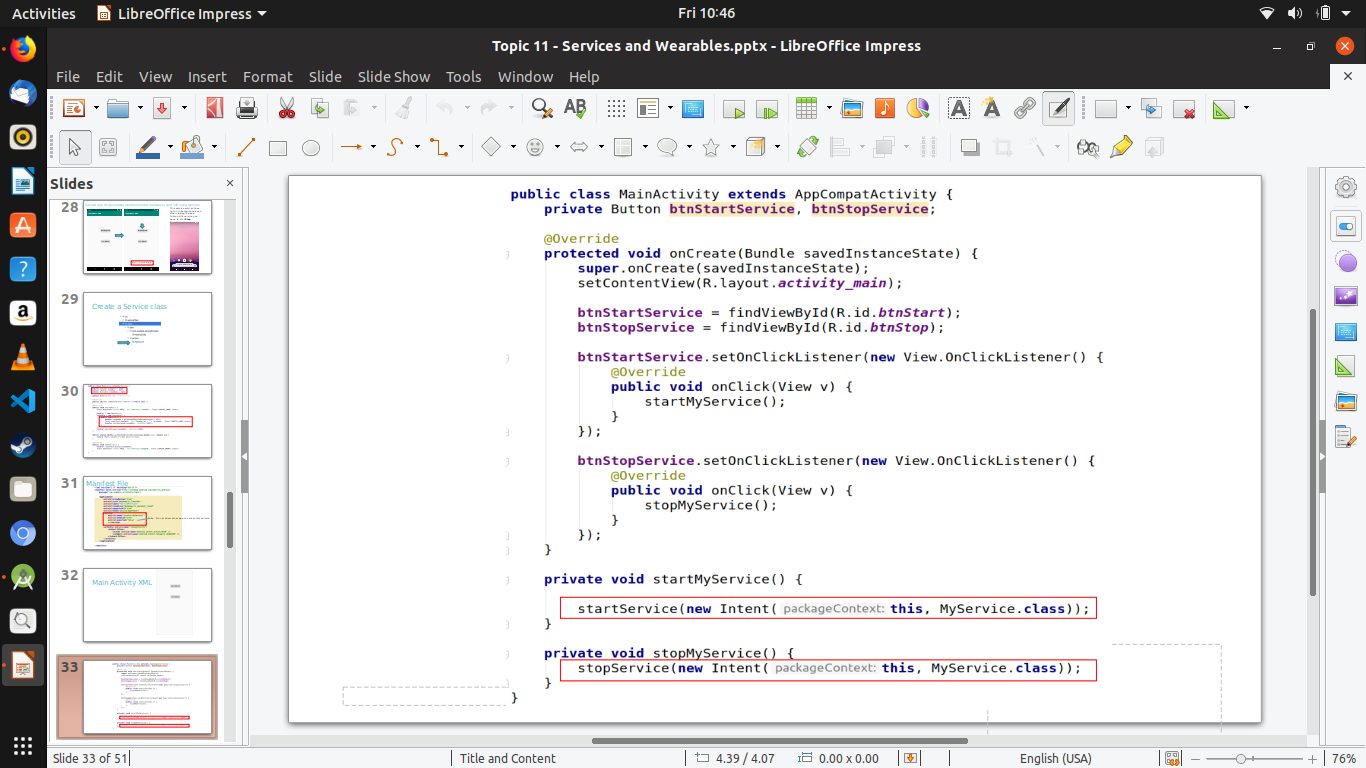 Activities
LibreOffice Impress
Fri 10:46
Topic 11 - Services and Wearables.pptx - LibreOffice Impress
File Edit View Insert Format Slide Slide Show Tools Window Help
Slides
28
29
Create a Service class
30
31
Manifest File
32
Main Activity XML
33
public class MainActivity extends AppCompatActivity {
private Button btnStartService, btnStopService;
@Override
protected void onCreate(Bundle savedInstanceState) {
super.onCreate(savedInstanceState);
setContentView(R.layout.activity_main);
btnStartService = findViewById(R.id.btnStart);
btnStopService = findViewById(R.id.btnStop);
btnStartService.setOnClickListener(new View.OnClickListener() {
@Override
public void onClick(View v) {
startMyService();
}
});
btnStopService.setOnClickListener(new View.OnClickListener() {
@Override
public void onClick(View v) {
stopMyService();
}
});
}
private void startMyService() {
startService(new Intent( packageContext: this, MyService.class));
}
private void stopMyService() {
stopService(new Intent( packageContext: this, MyService.class));
}
}
Slide 33 of 51
Title and Content
4.39 / 4.07
0.00 x 0.00
English (USA)
76%